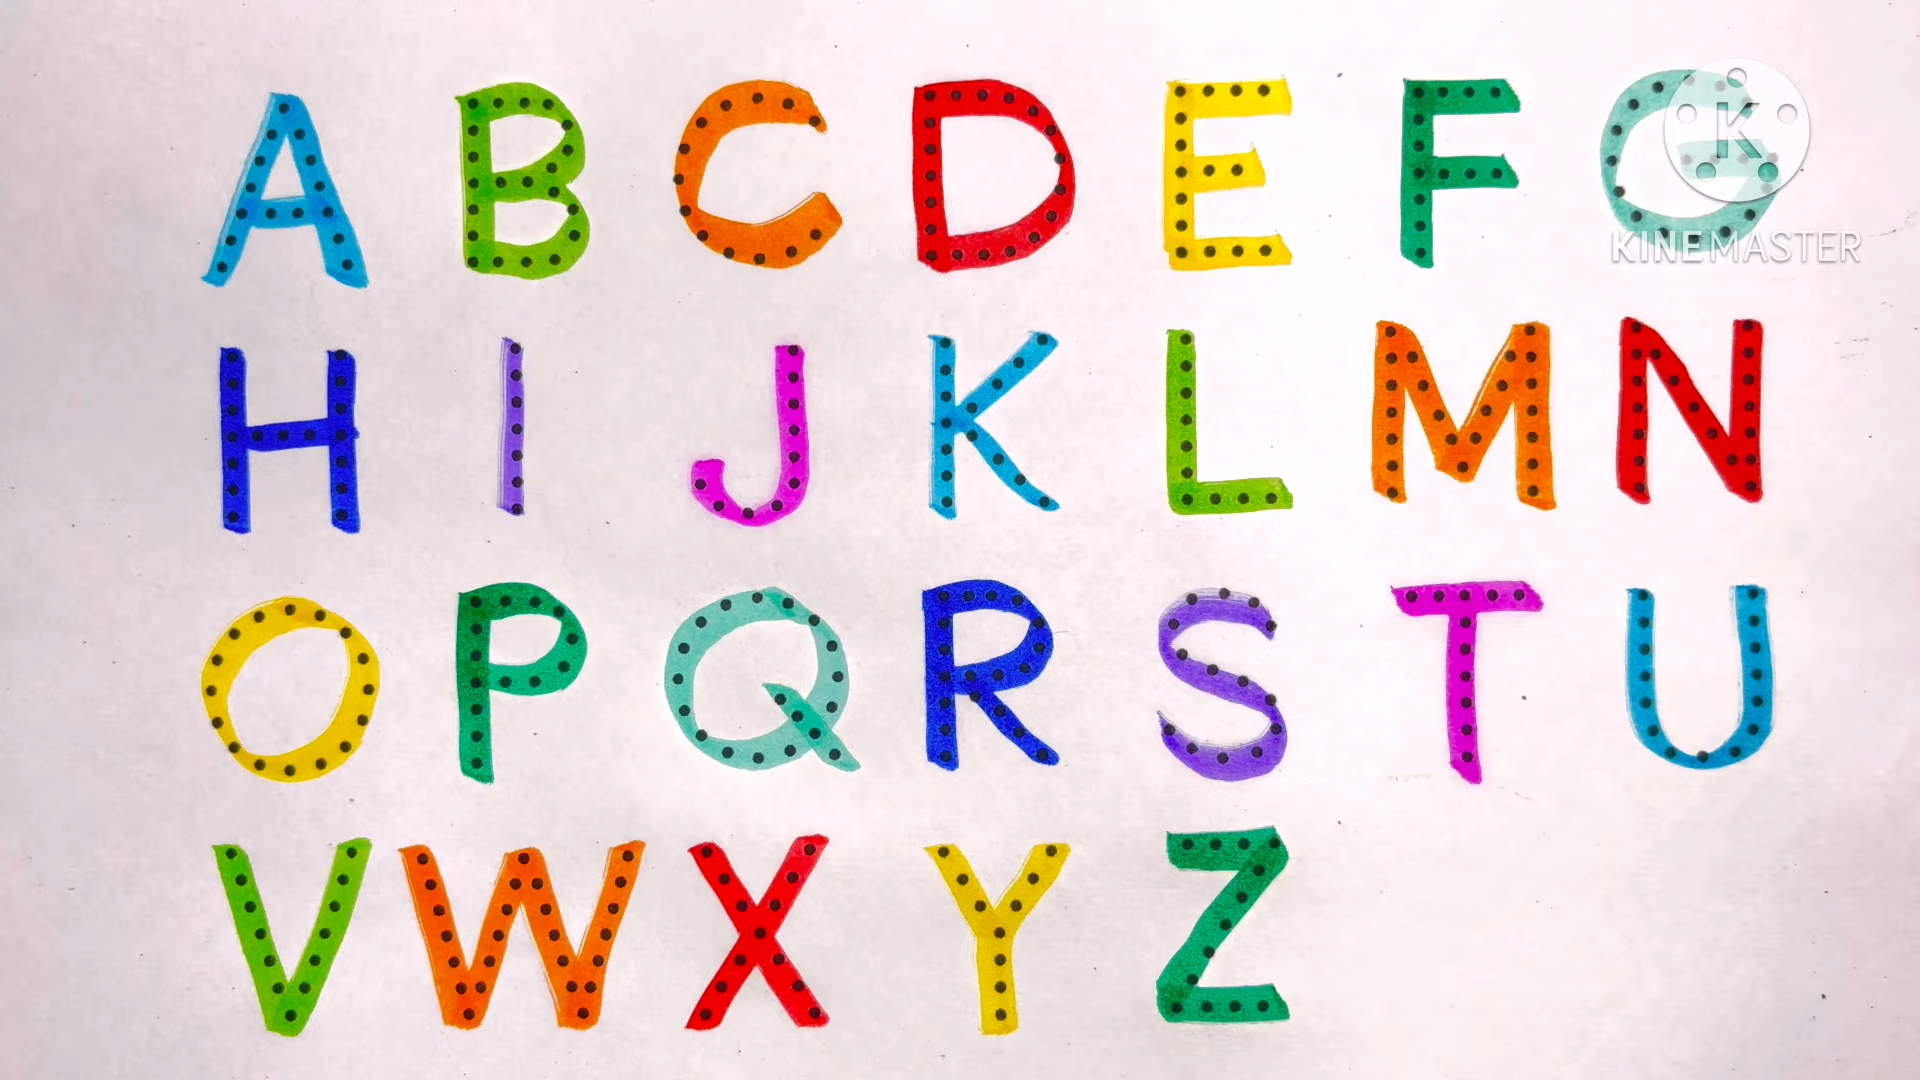 A B C D E F G
K
KINEMASTER
H I J K L M N
O P Q R S T U
V W X Y Z